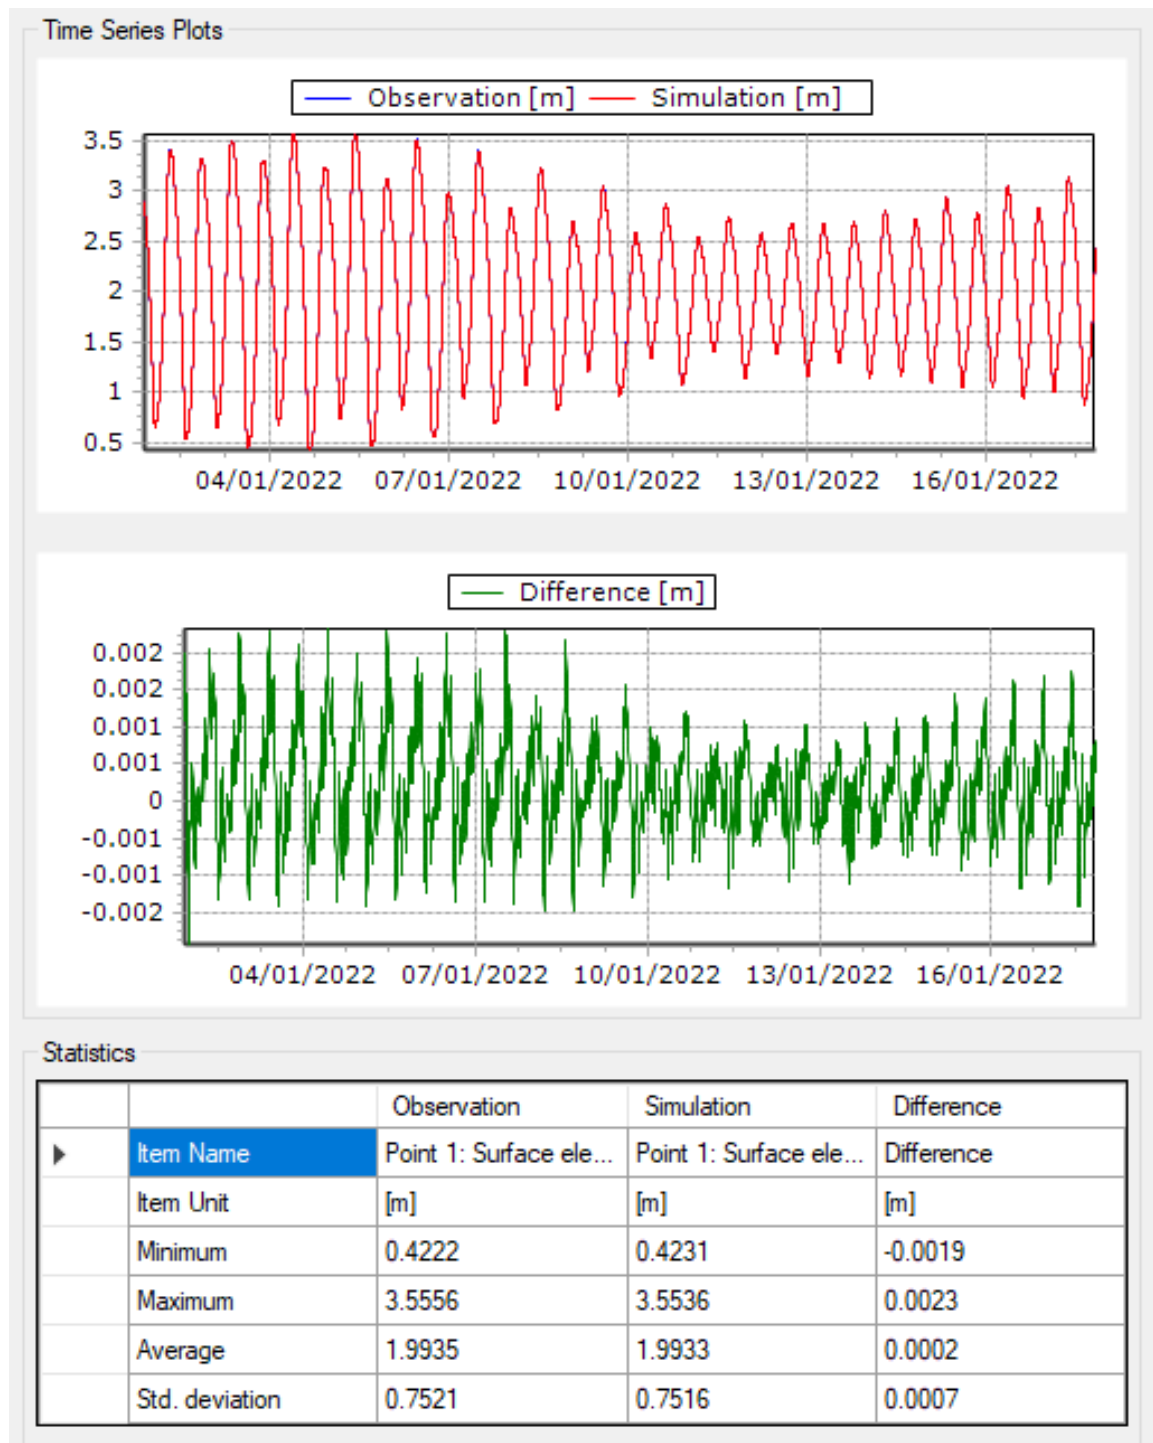 Time Series Plots
Observation [m] Simulation [m]
3.5
3
2.5
2
1.5
1
0.5
04/01/2022 07/01/2022 10/01/2022 13/01/2022 16/01/2022
Difference [m]
0.002
0.002
0.001
0.001
0
-0.001
-0.001
-0.002
04/01/2022 07/01/2022 10/01/2022 13/01/2022 16/01/2022
Statistics
Observation Simulation Difference
Item Name Point 1: Surface ele... Point 1: Surface ele... Difference
Item Unit [m] [m] [m]
Minimum 0.4222 0.4231 -0.0019
Maximum 3.5556 3.5536 0.0023
Average 1.9935 1.9933 0.0002
Std. deviation 0.7521 0.7516 0.0007